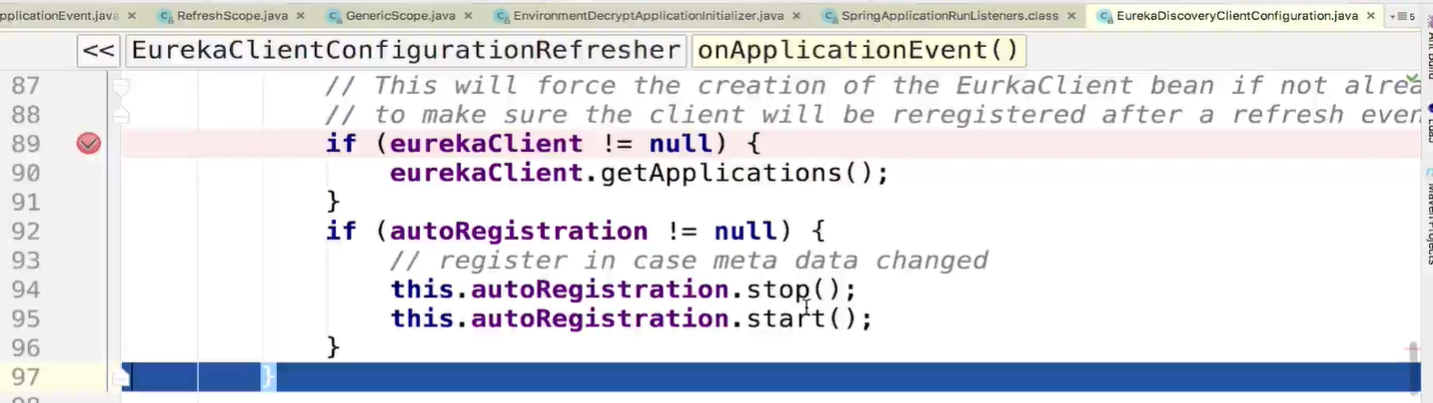 pplicationEvent.java RefreshScope.java GenericScope.java EnvironmentDecryptApplicationInitializer.java SpringApplicationRunListeners.class EurekaDiscoveryClientConfiguration.java 5
<< EurekaClientConfigurationRefresher onApplicationEvent()
87 // This will force the creation of the EurkaClient bean if not alrea
88 // to make sure the client will be reregistered after a refresh even
89 if (eurekaClient != null) {
90 eurekaClient.getApplications();
91 }
92 if (autoRegistration != null) {
93 // register in case meta data changed
94 this.autoRegistration.stop();
95 this.autoRegistration.start();
96 }
97 }
Maven Projects